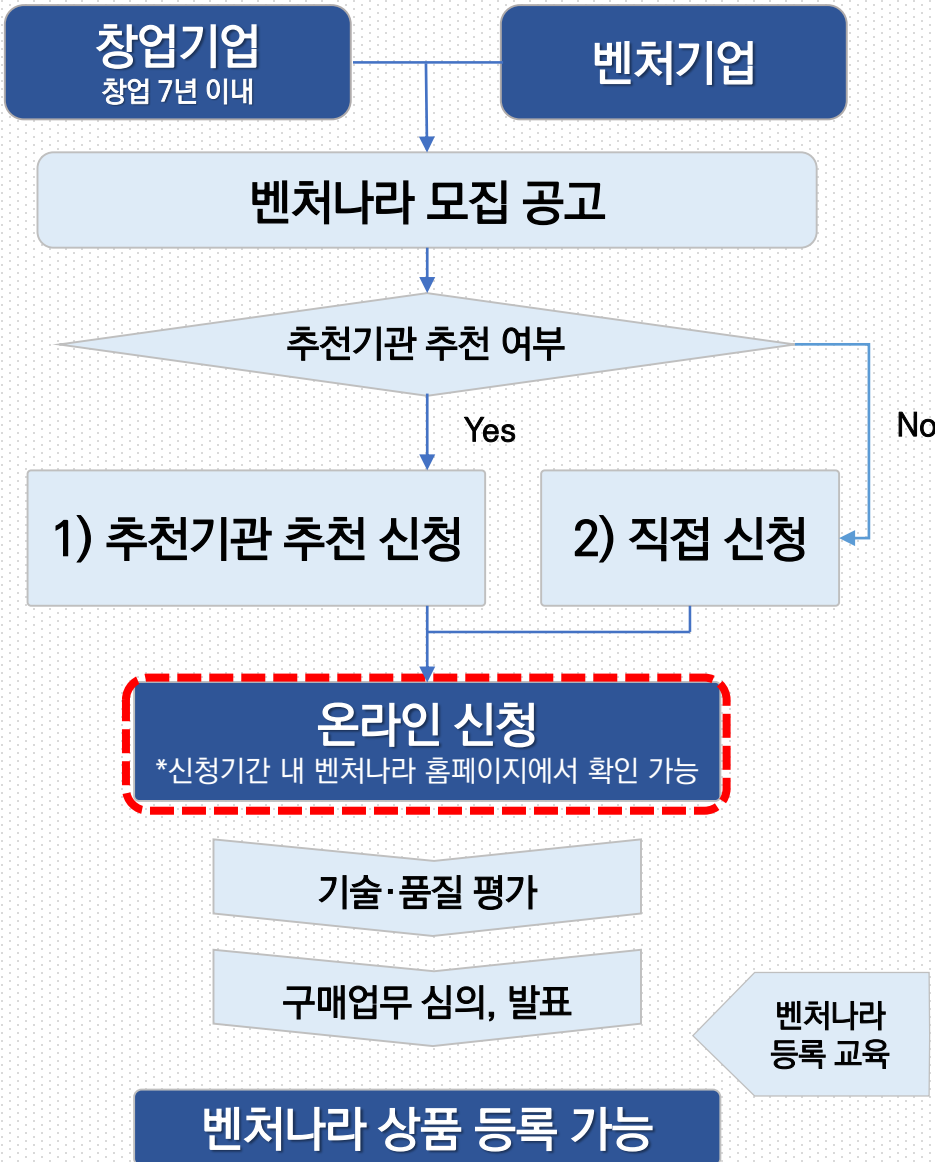 창업기업
창업 7년 이내
벤처기업
벤처나라 모집 공고
추천기관 추천 여부
Yes
No
1) 추천기관 추천 신청
2) 직접 신청
온라인 신청
*신청기간 내 벤처나라 홈페이지에서 확인 가능
기술·품질 평가
구매업무 심의, 발표
벤처나라
등록 교육
벤처나라 상품 등록 가능